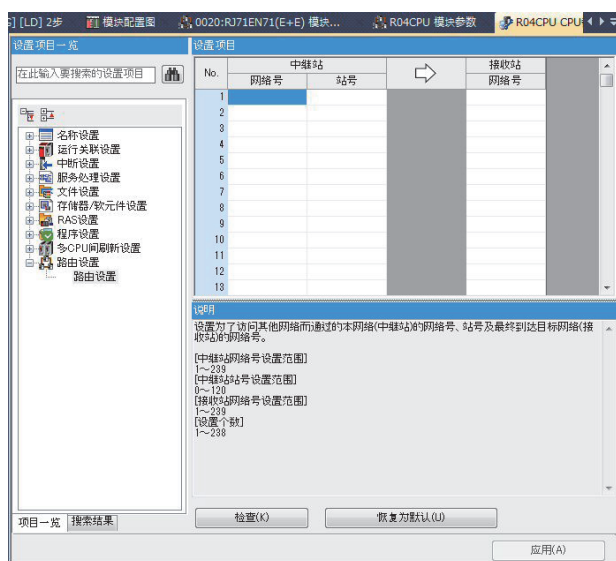 S] [LD] 2步 模块配置图 0020:RJ71EN71(E+E) 模块... R04CPU 模块参数 R04CPU CPU
设置项目一览
在此输入要搜索的设置项目
名称设置
运行关联设置
中断设置
服务处理设置
文件设置
存储器/软元件设置
RAS设置
程序设置
多CPU间刷新设置
路由设置
路由设置
项目一览 搜索结果
设置项目
No. 中继站 接收站
网络号 站号 网络号
1
2
3
4
5
6
7
8
9
10
11
12
13
说明
设置为了访问其他网络而通过的本网络(中继站)的网络号、站号及最终到达目标网络(接
收站)的网络号。
[中继站网络号设置范围]
1～239
[中继站站号设置范围]
0～120
[接收站网络号设置范围]
1～239
[设置个数]
1～238
检查(K) 恢复为默认(U)
应用(A)